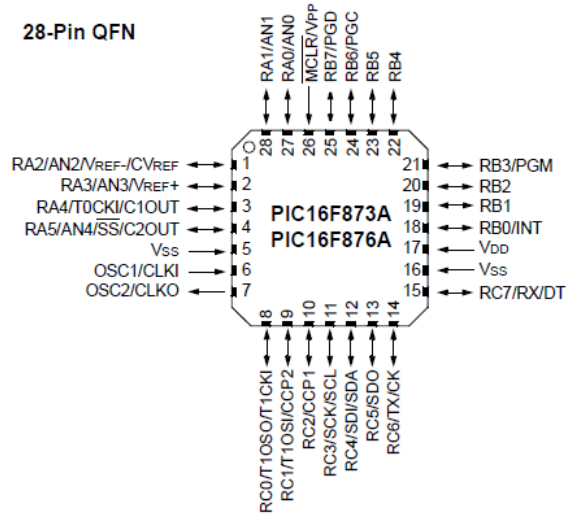 28-Pin QFN
RA1/AN1
RA0/AN0
MCLR/VPP
RB7/PGD
RB6/PGC
RB5
RB4
28
27
26
25
24
23
22
RA2/AN2/VREF-/CVREF
1
RA3/AN3/VREF+
2
RA4/T0CKI/C1OUT
3
RA5/AN4/SS/C2OUT
4
VSS
5
OSC1/CLKI
6
OSC2/CLKO
7
PIC16F873A
PIC16F876A
21
RB3/PGM
20
RB2
19
RB1
18
RB0/INT
17
VDD
16
VSS
15
RC7/RX/DT
8
9
10
11
12
13
14
RC0/T1OSO/T1CKI
RC1/T1OSI/CCP2
RC2/CCP1
RC3/SCK/SCL
RC4/SDI/SDA
RC5/SDO
RC6/TX/CK